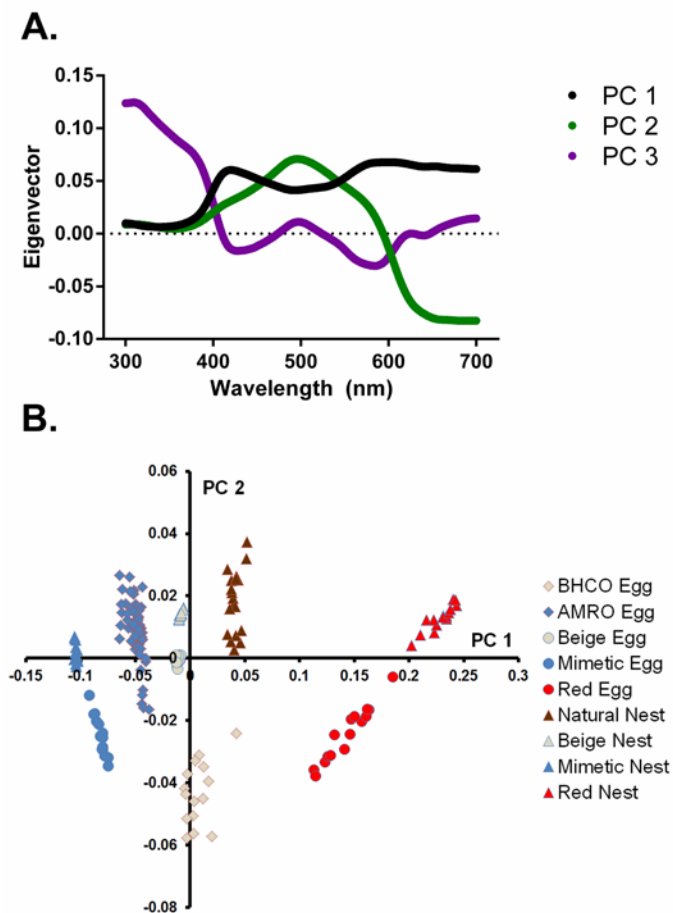 A.
0.15
0.10
0.05
0.00
-0.05
-0.10
Eigenvector
300 400 500 600 700
Wavelength (nm)
PC 1
PC 2
PC 3
B.
0.06
0.04
0.02
0
-0.02
-0.04
-0.06
-0.08
PC 2
PC 1
-0.15 -0.1 -0.05 0 0.05 0.1 0.15 0.2 0.25 0.3
BHCO Egg
AMRO Egg
Beige Egg
Mimetic Egg
Red Egg
Natural Nest
Beige Nest
Mimetic Nest
Red Nest